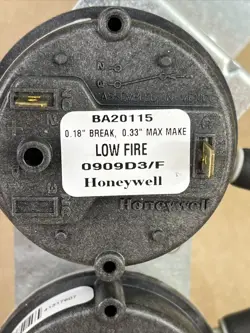 BA20115
0.18" BREAK, 0.33" MAX MAKE
LOW FIRE
0909D3/F
Honeywell
Honeywell